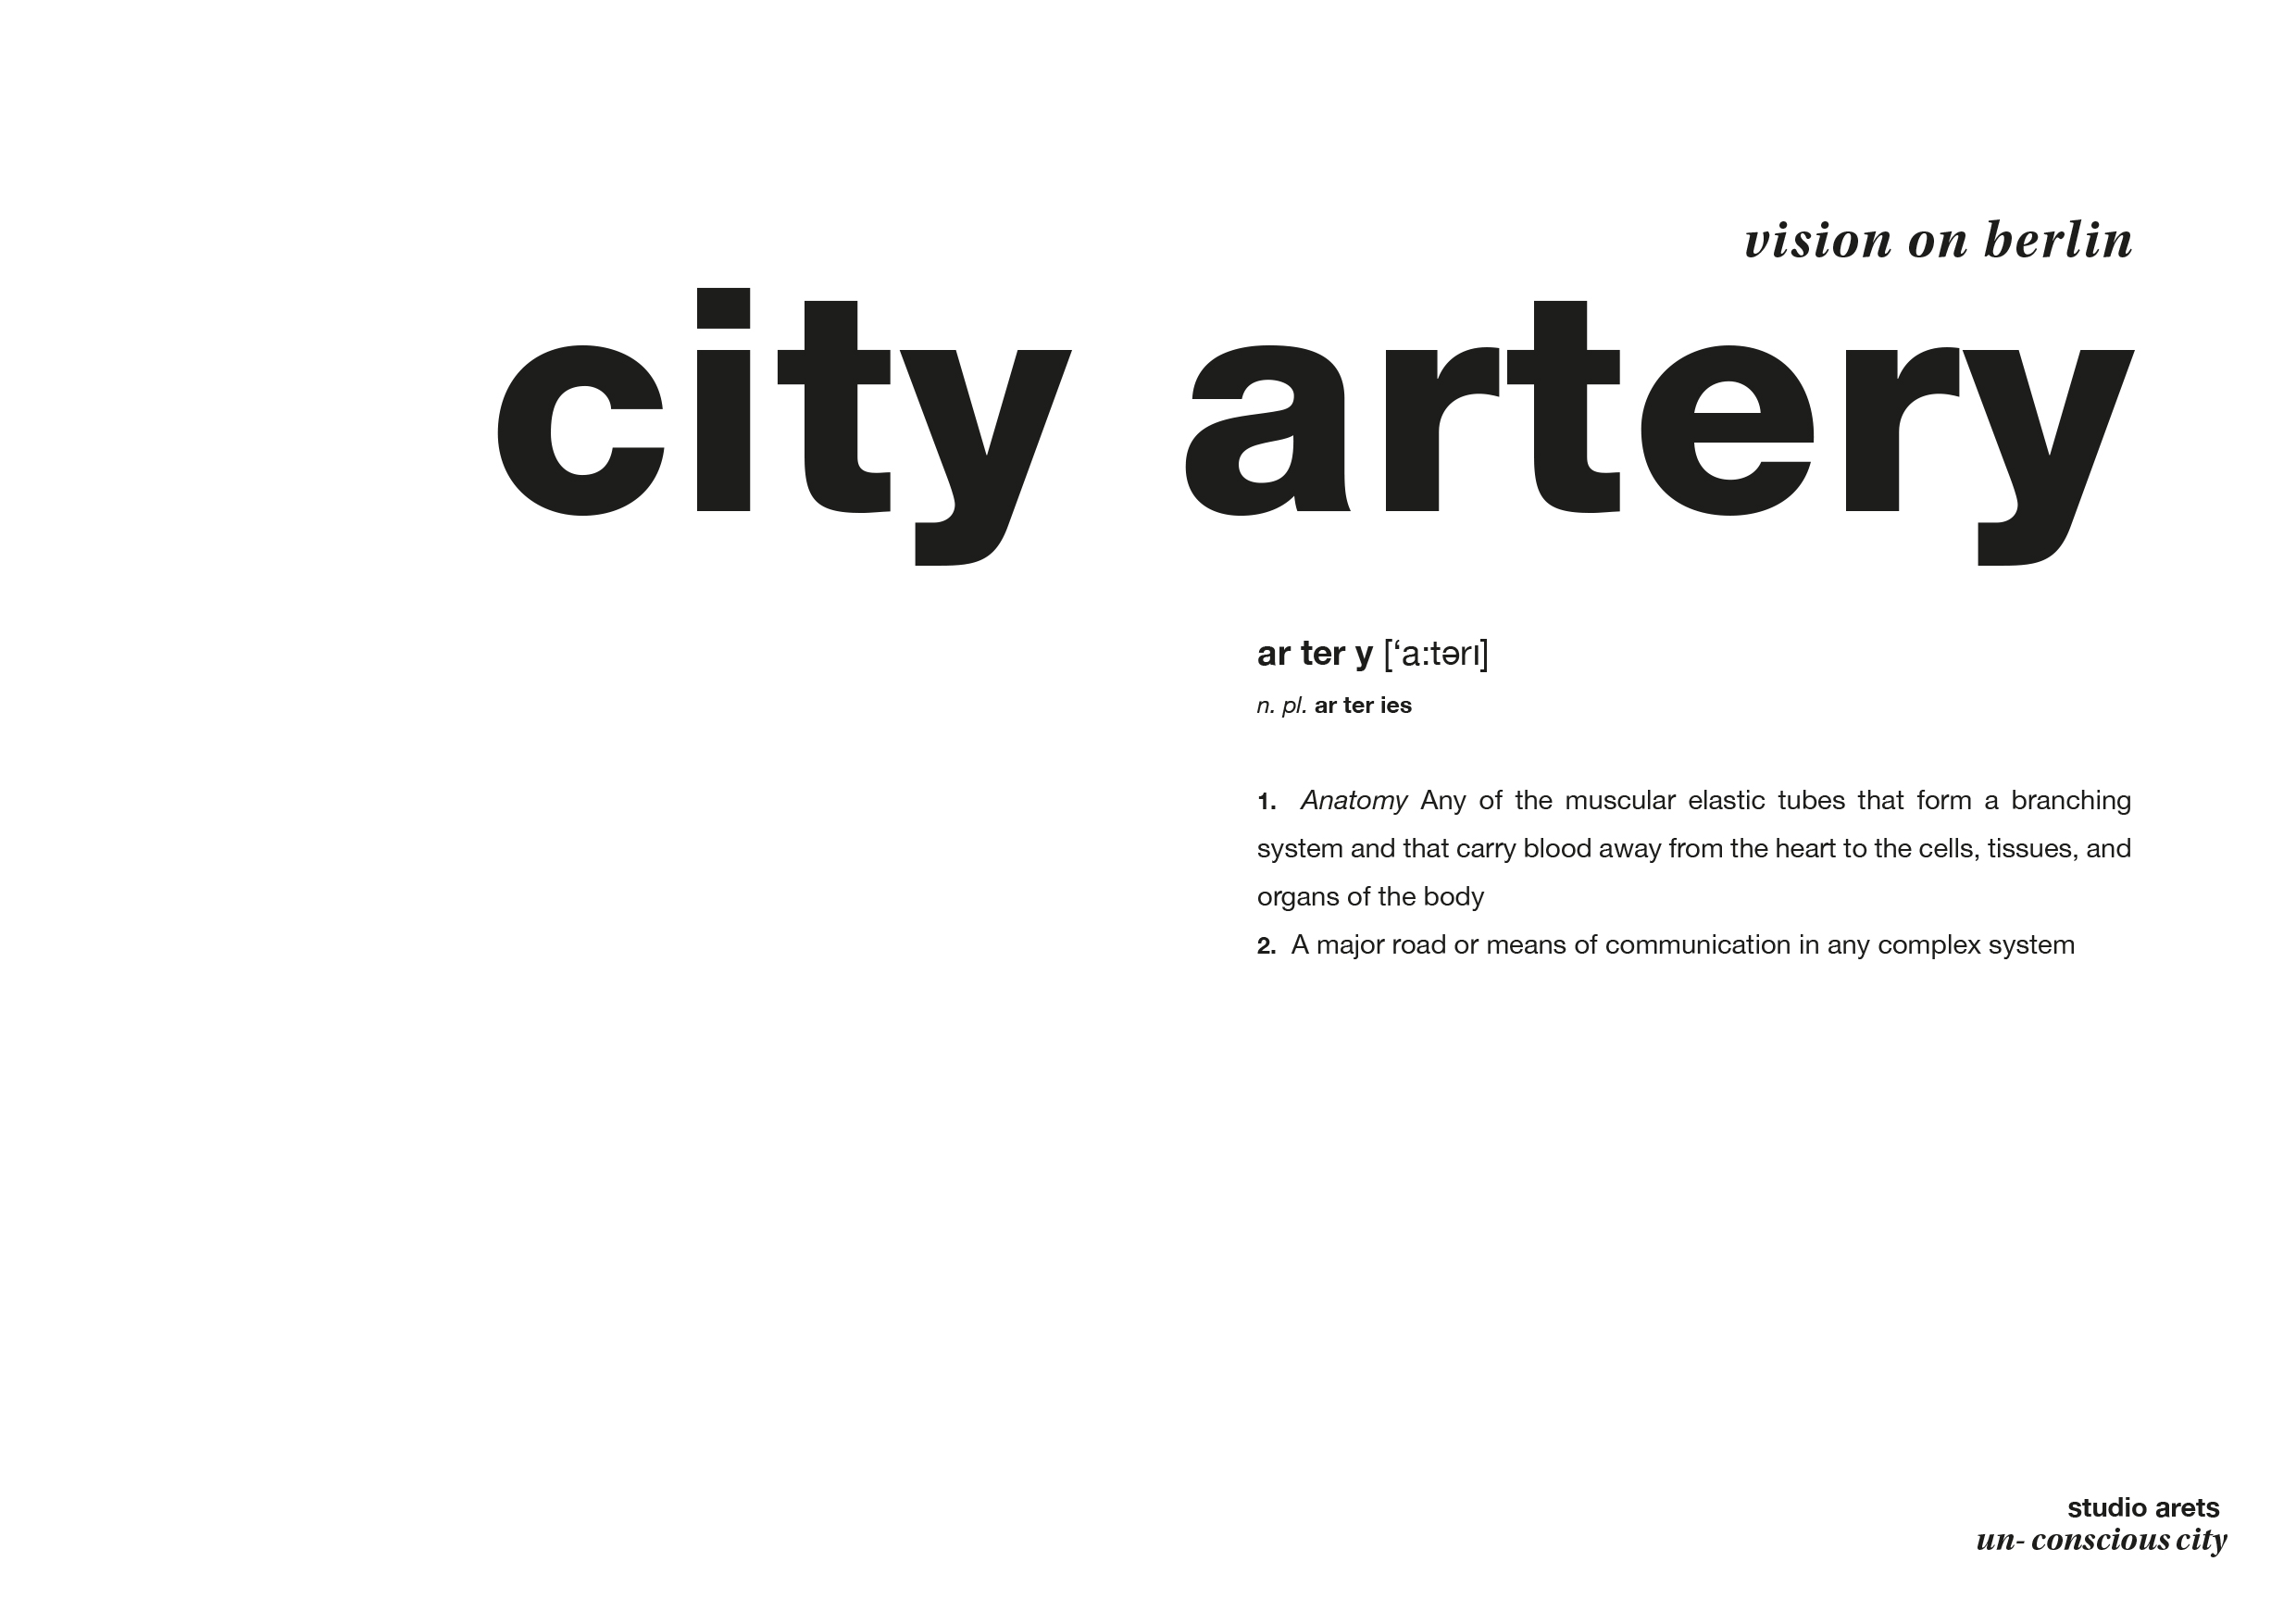 vision on berlin
city artery
ar ter y [‘a:tərı]
n. pl. ar ter ies
1. Anatomy Any of the muscular elastic tubes that form a branching
system and that carry blood away from the heart to the cells, tissues, and
organs of the body
2. A major road or means of communication in any complex system
studio arets
un- conscious city